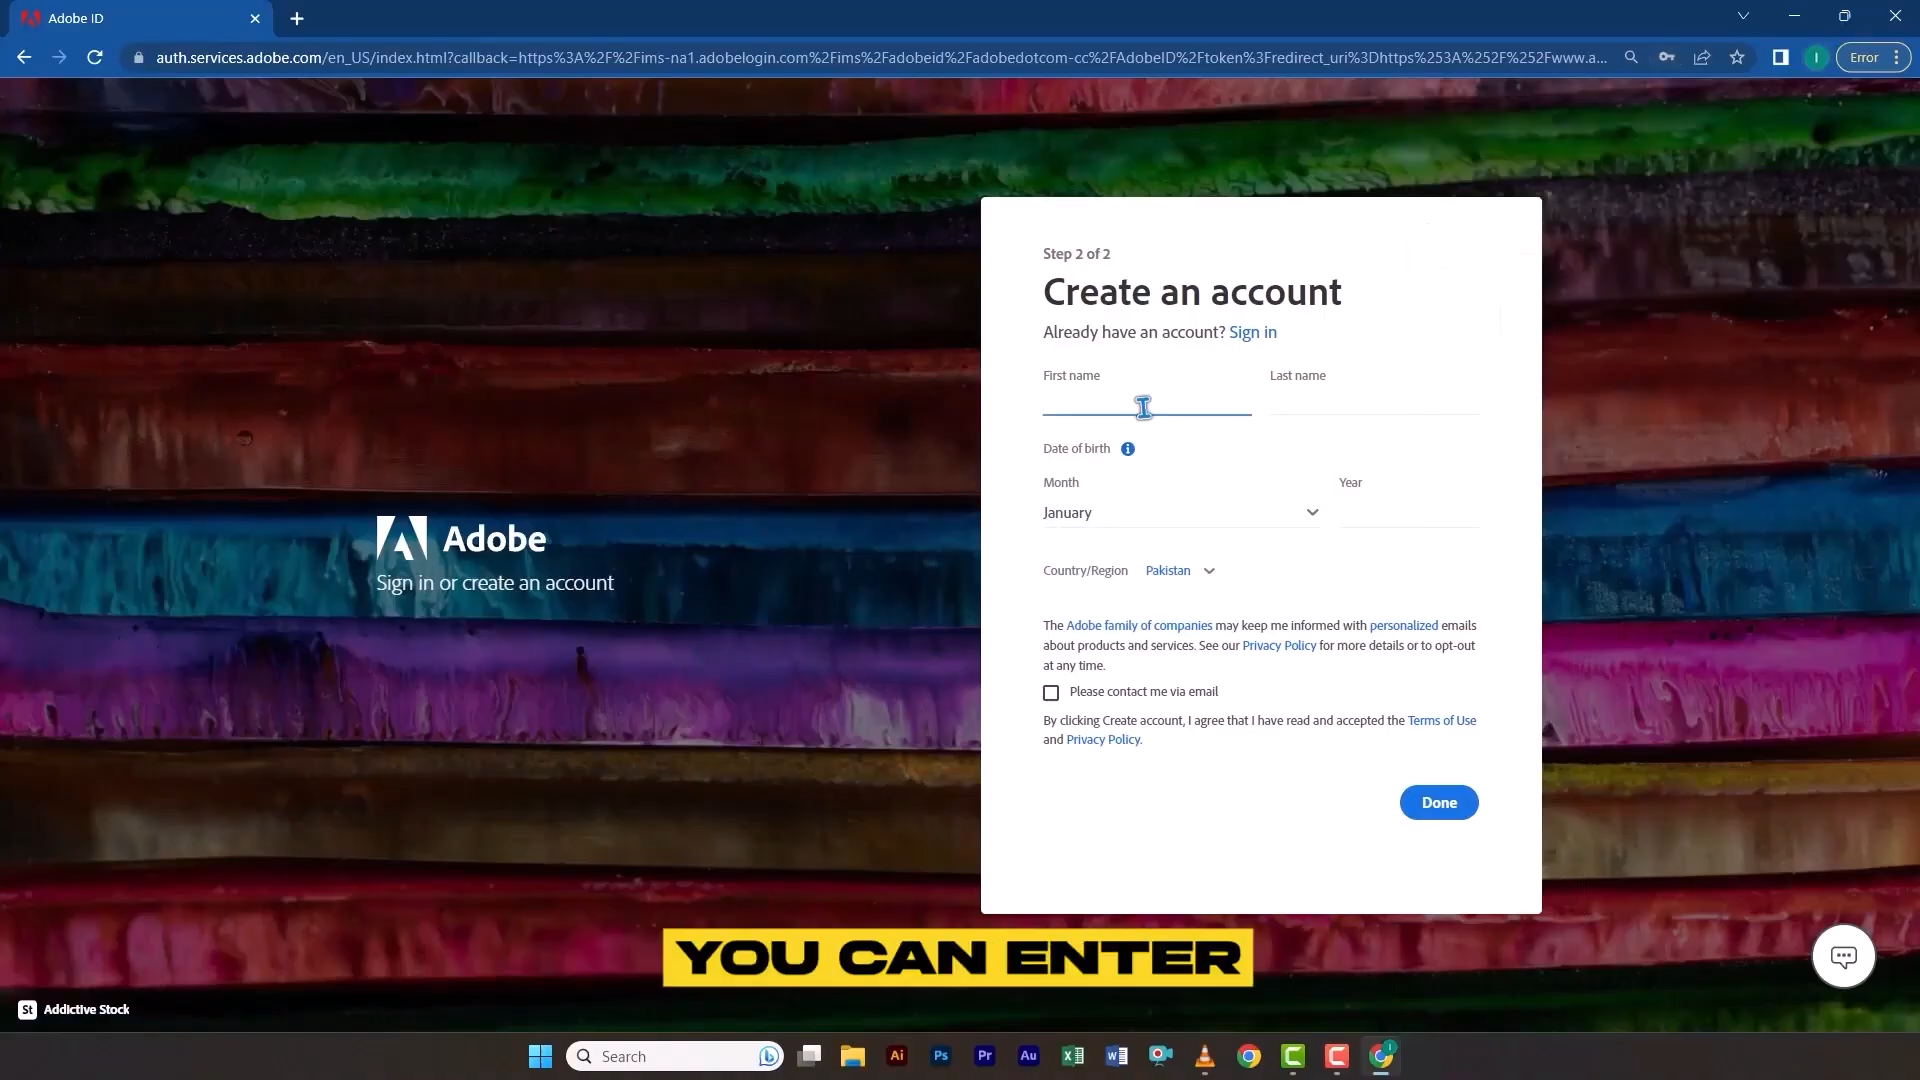 Adobe ID
auth.services.adobe.com/en_US/index.html?callback=https%3A%2F%2Fims-na1.adobelogin.com%2Fims%2Fadobeid%2Fadobedotcom-cc%2FAdobeID%2Ftoken%3Fredirect_uri%3Dhttps%253A%252F%252Fwww.a...
I
Error
Step 2 of 2
Create an account
Already have an account? Sign in
First name
Last name
Date of birth
Month
Year
January
Adobe
Sign in or create an account
Country/Region Pakistan
The Adobe family of companies may keep me informed with personalized emails
about products and services. See our Privacy Policy for more details or to opt-out
at any time.
Please contact me via email
By clicking Create account, I agree that I have read and accepted the Terms of Use
and Privacy Policy.
Done
YOU CAN ENTER
St Addictive Stock
Search
Ai
Ps
Pr
Au